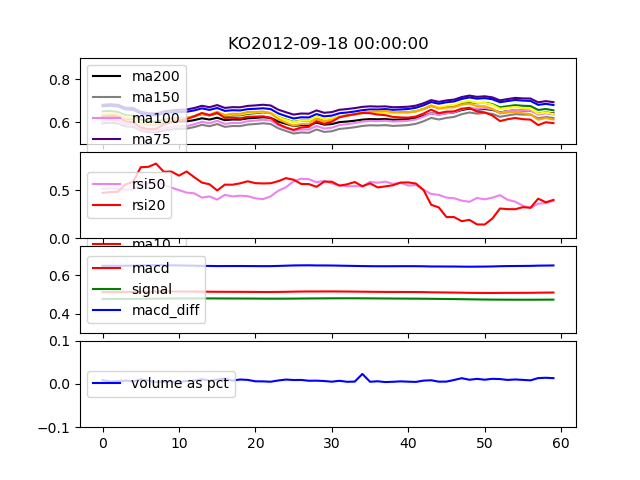 KO2012-09-18 00:00:00
0.8
0.6
ma200
ma150
ma100
ma75
0.5
0.0
rsi50
rsi20
ma10
0.6
0.4
macd
signal
macd_diff
0.1
0.0
−0.1
volume as pct
0 10 20 30 40 50 60